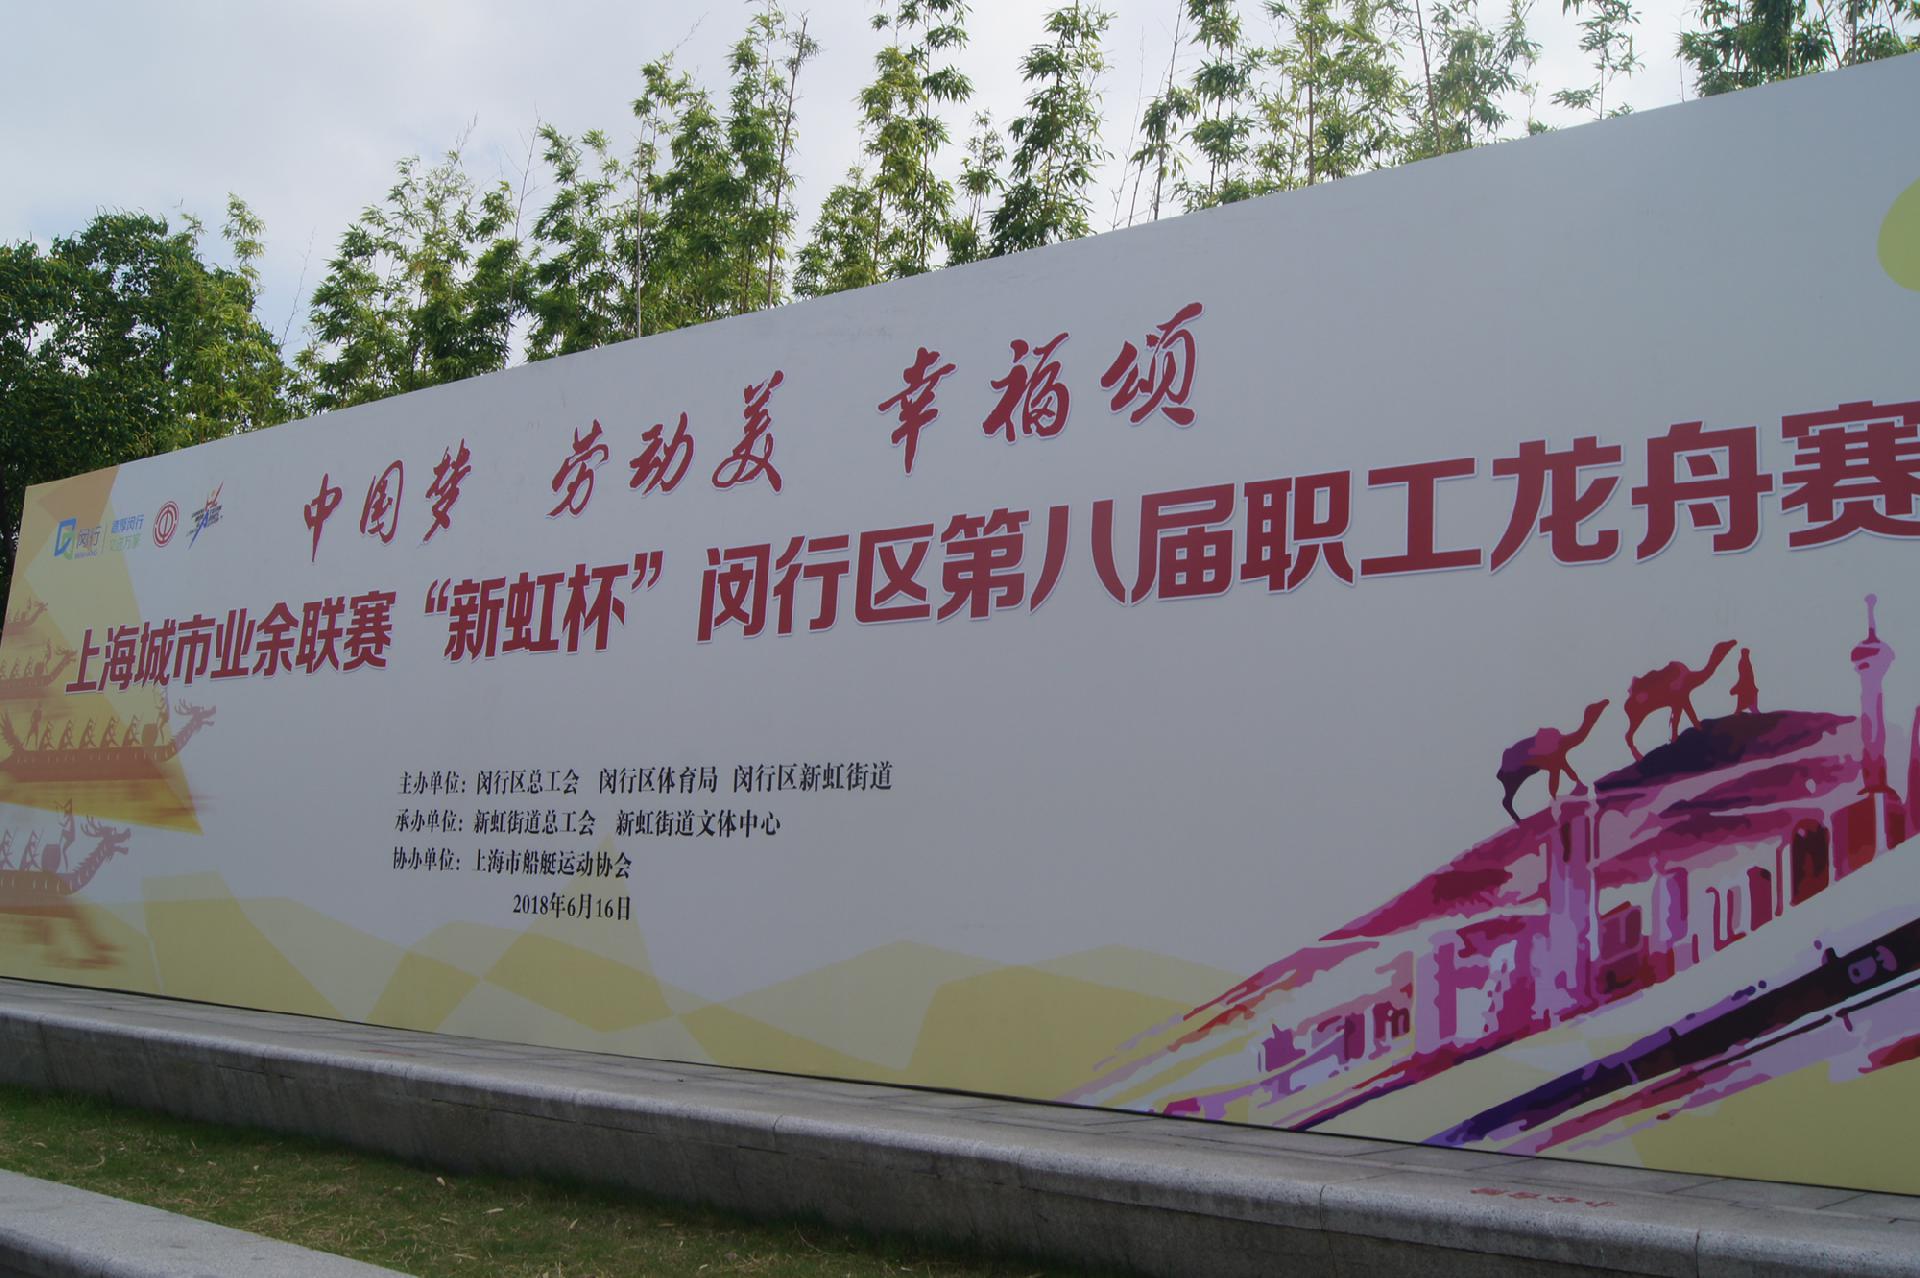 闵行
中国梦 劳动美 幸福颂
上海城市业余联赛“新虹杯”闵行区第八届职工龙舟赛
主办单位：闵行区总工会 闵行区体育局 闵行区新虹街道
承办单位：新虹街道总工会 新虹街道文体中心
协办单位：上海市船艇运动协会
2018年6月16日